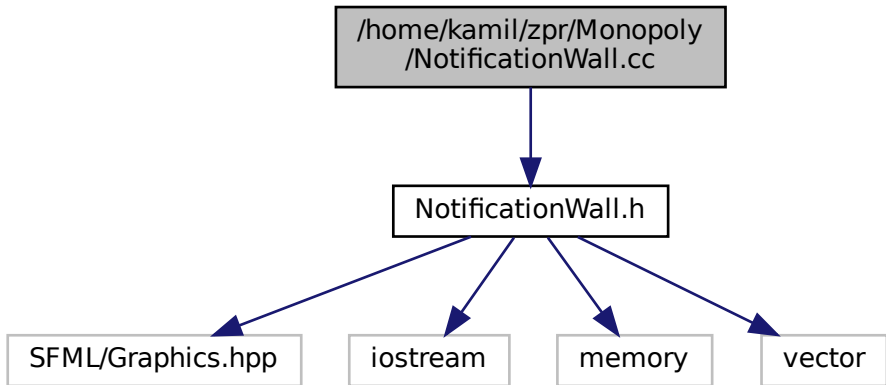 /home/kamil/zpr/Monopoly
/NotificationWall.cc
NotificationWall.h
SFML/Graphics.hpp
iostream
memory
vector